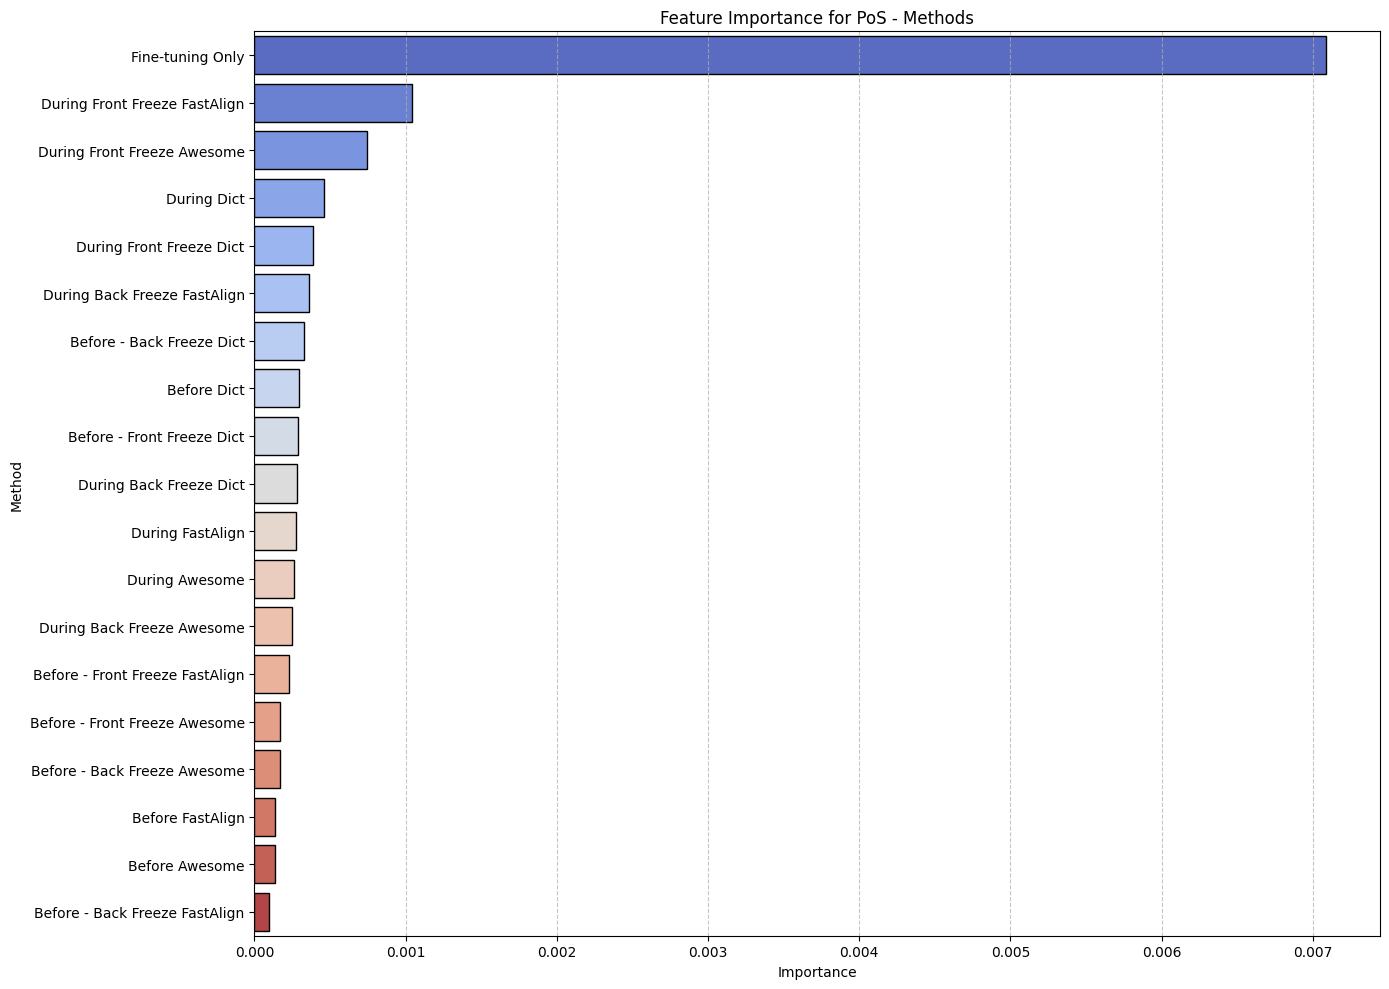 Feature Importance for PoS - Methods
Fine-tuning Only
During Front Freeze FastAlign
During Front Freeze Awesome
During Dict
During Front Freeze Dict
During Back Freeze FastAlign
Before - Back Freeze Dict
Before Dict
Before - Front Freeze Dict
During Back Freeze Dict
During FastAlign
During Awesome
During Back Freeze Awesome
Before - Front Freeze FastAlign
Before - Front Freeze Awesome
Before - Back Freeze Awesome
Before FastAlign
Before Awesome
Before - Back Freeze FastAlign
Method
0.000 0.001 0.002 0.003 0.004 0.005 0.006 0.007
Importance